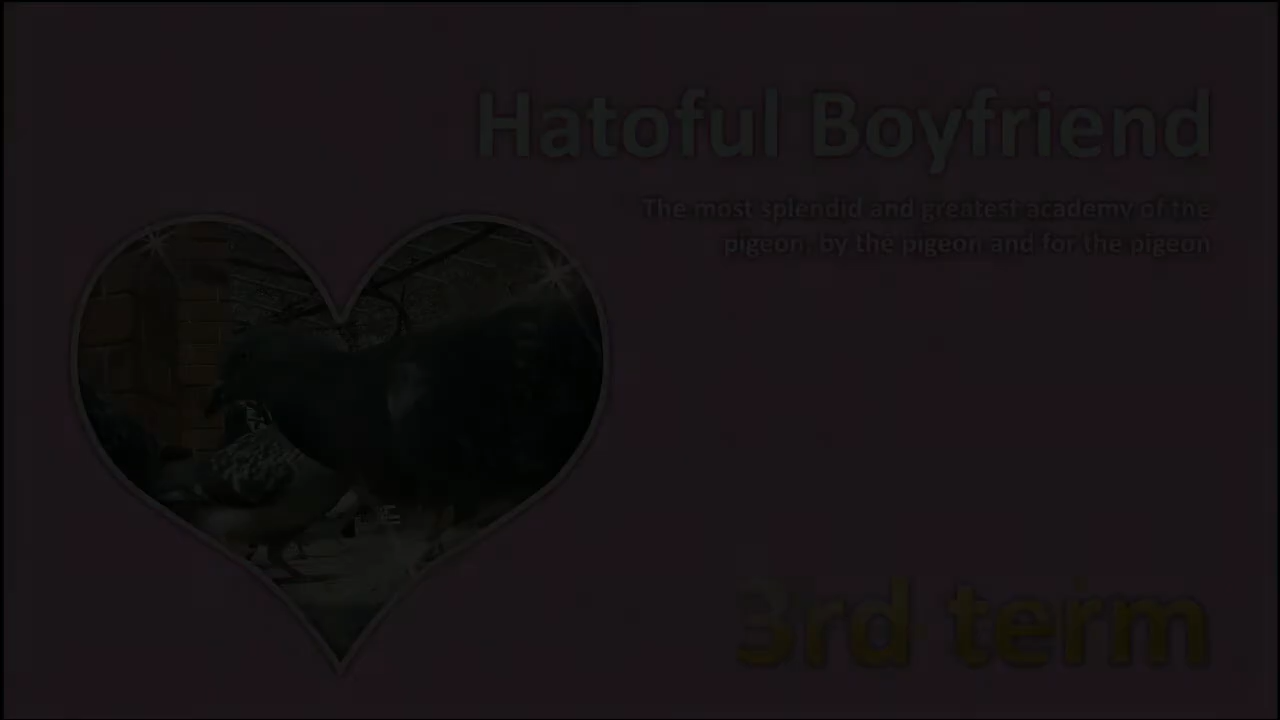 Hatoful Boyfriend
The most splendid and greatest academy of the
pigeon, by the pigeon and for the pigeon
3rd term